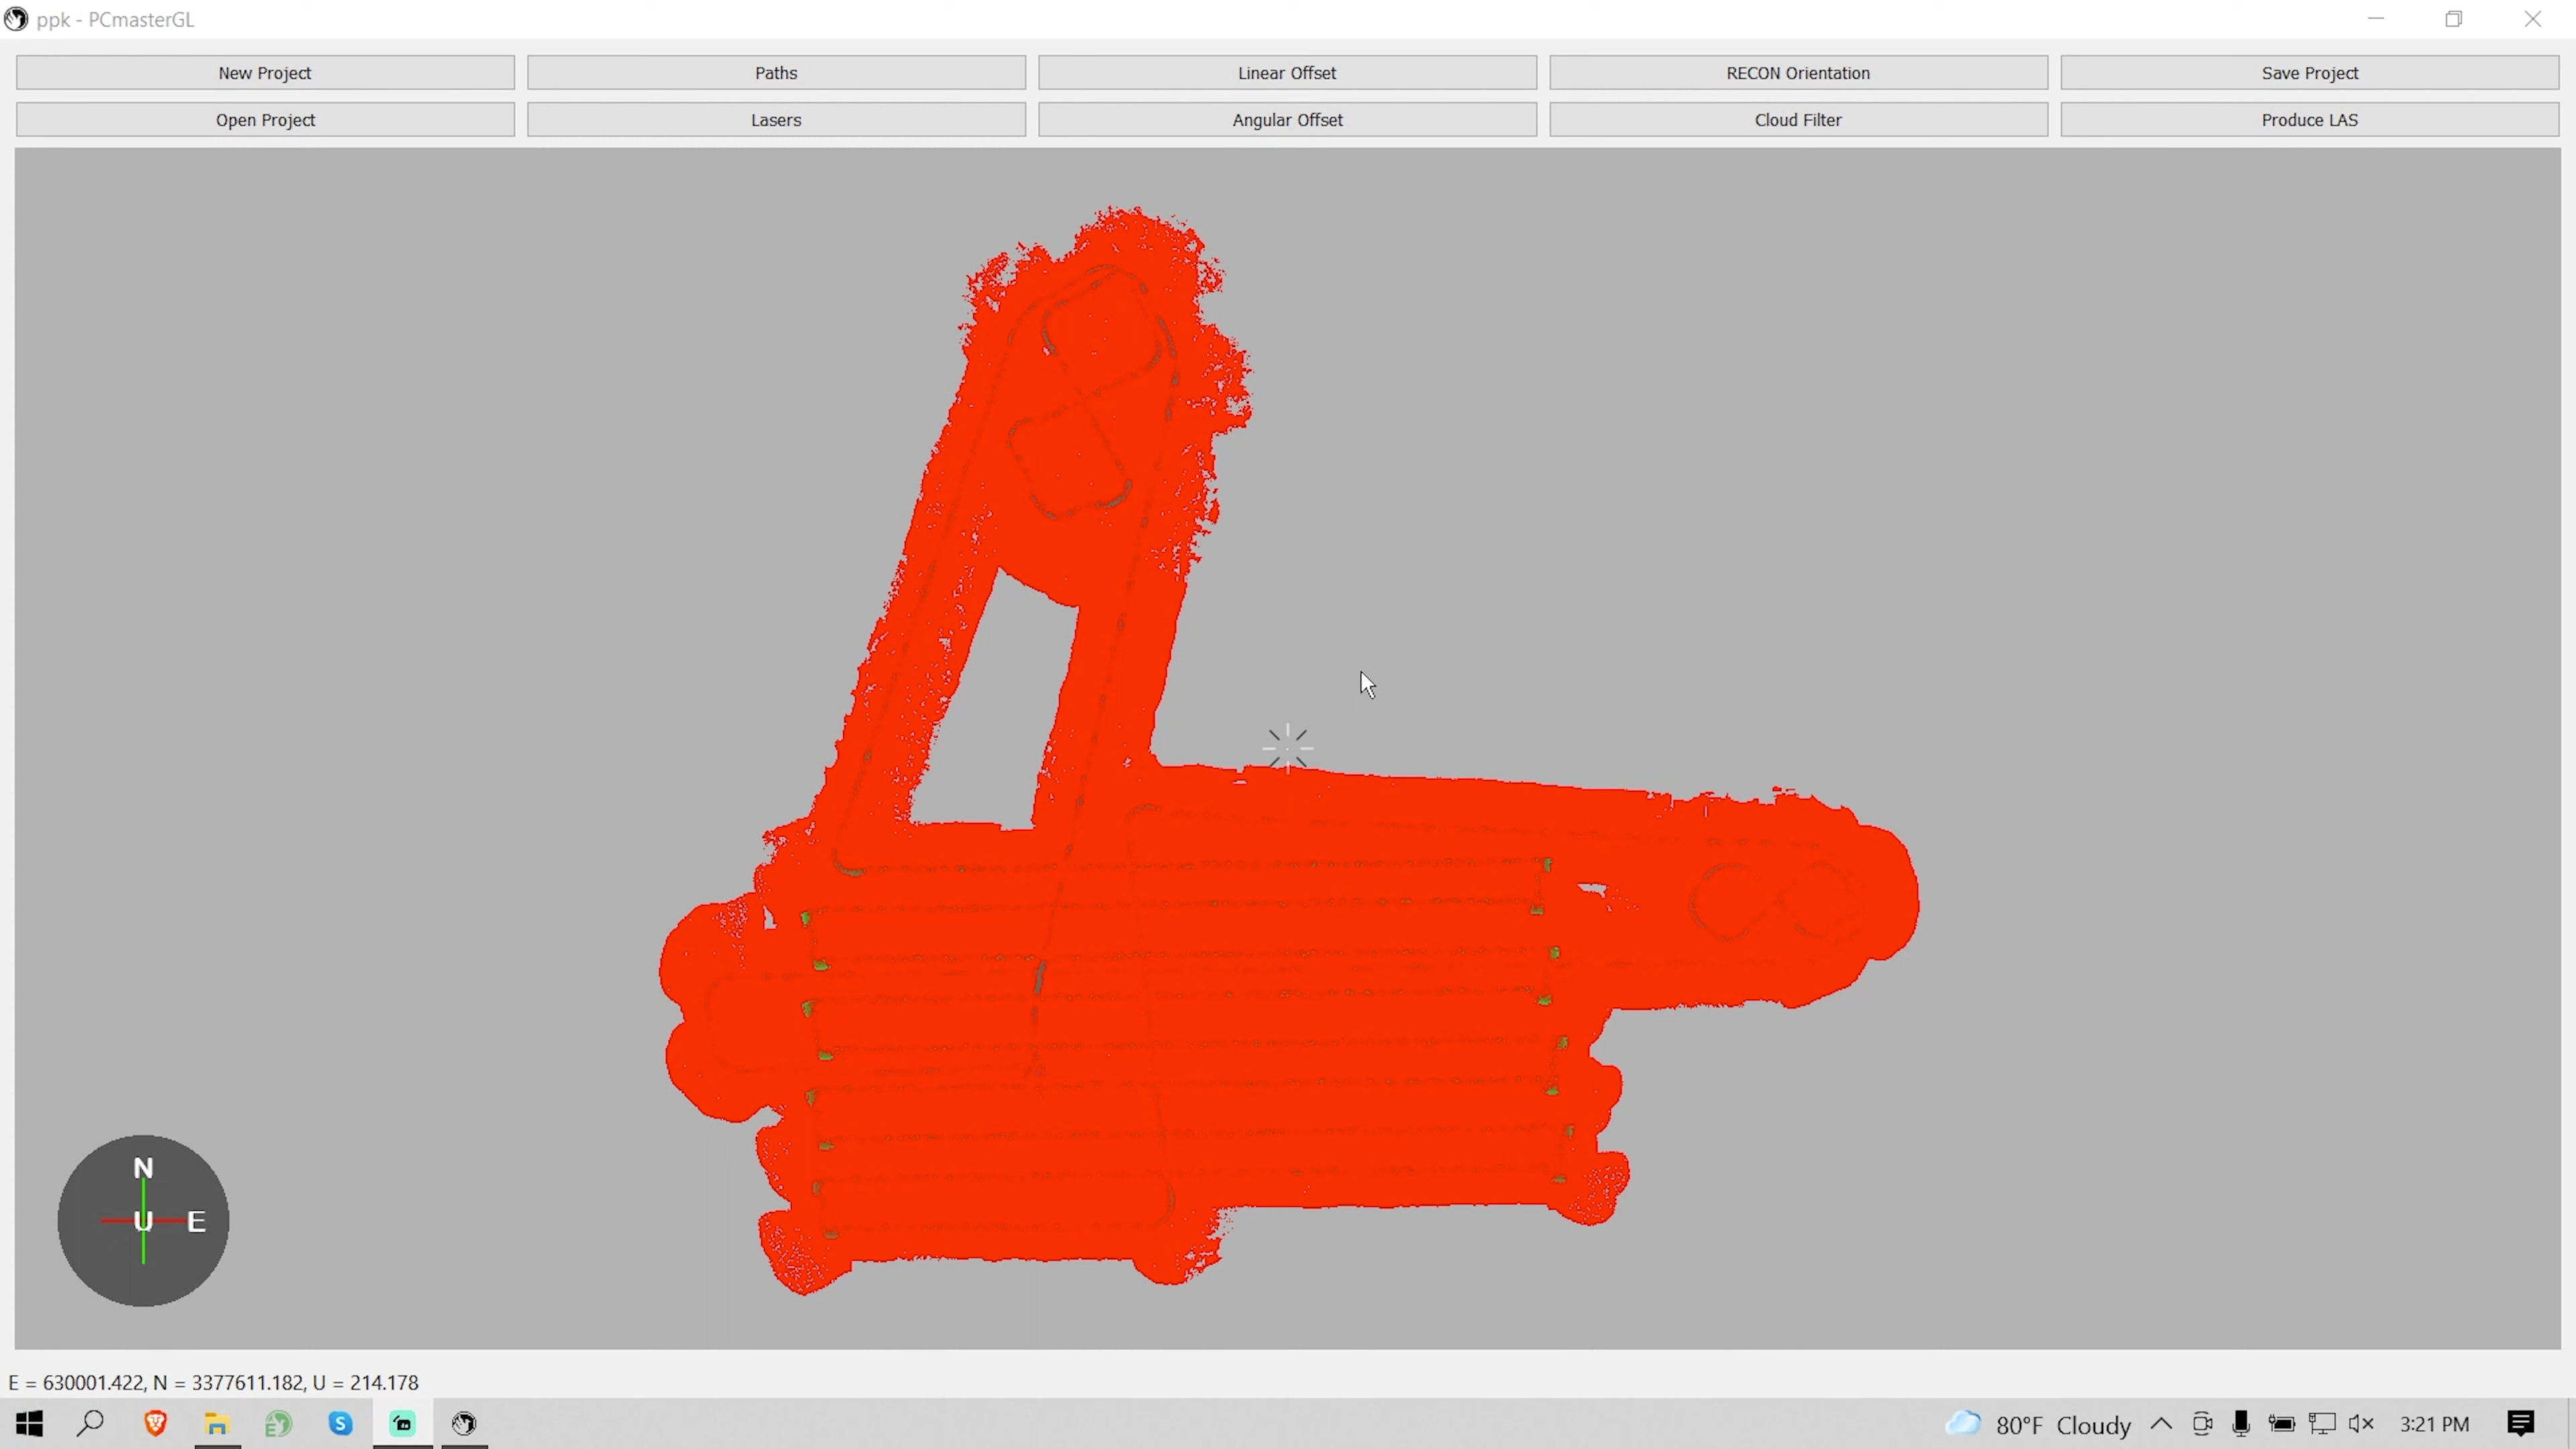 ppk - PCmasterGL
New Project
Paths
Linear Offset
RECON Orientation
Save Project
Open Project
Lasers
Angular Offset
Cloud Filter
Produce LAS
N
U E
E = 630001.422, N = 3377611.182, U = 214.178
80°F Cloudy
3:21 PM